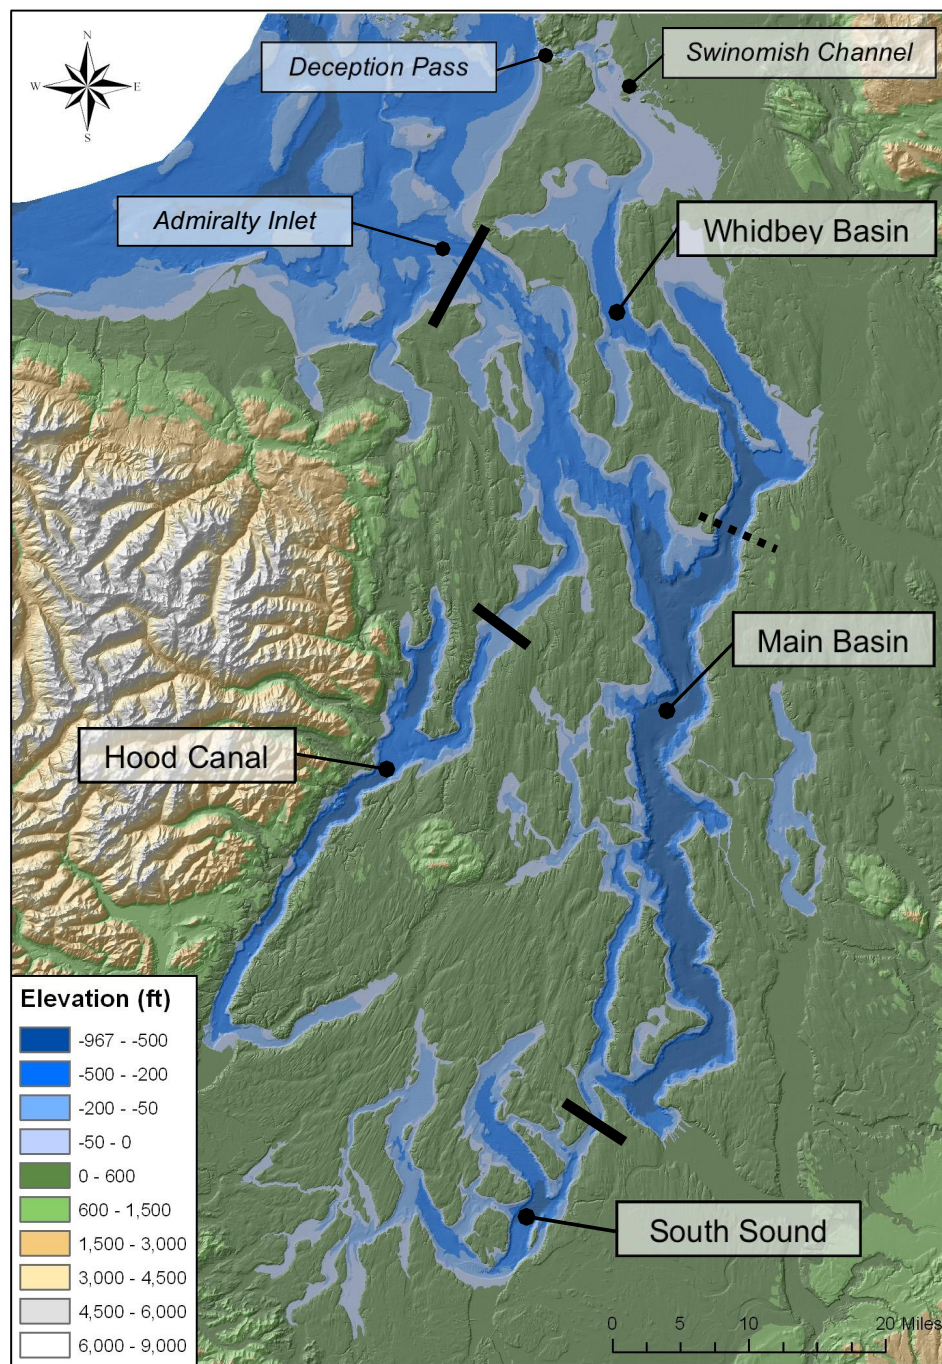 N
W
E
S
Deception Pass
Swinomish Channel
Admiralty Inlet
Whidbey Basin
Main Basin
Hood Canal
South Sound
Elevation (ft)
-967 - -500
-500 - -200
-200 - -50
-50 - 0
0 - 600
600 - 1,500
1,500 - 3,000
3,000 - 4,500
4,500 - 6,000
6,000 - 9,000
0 5 10 20 Miles